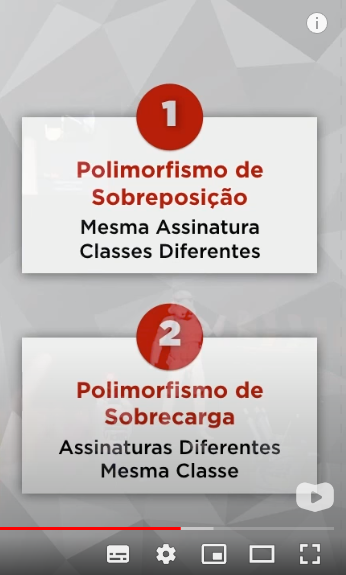 1
Polimorfismo de
Sobreposição
Mesma Assinatura
Classes Diferentes
2
Polimorfismo de
Sobrecarga
Assinaturas Diferentes
Mesma Classe